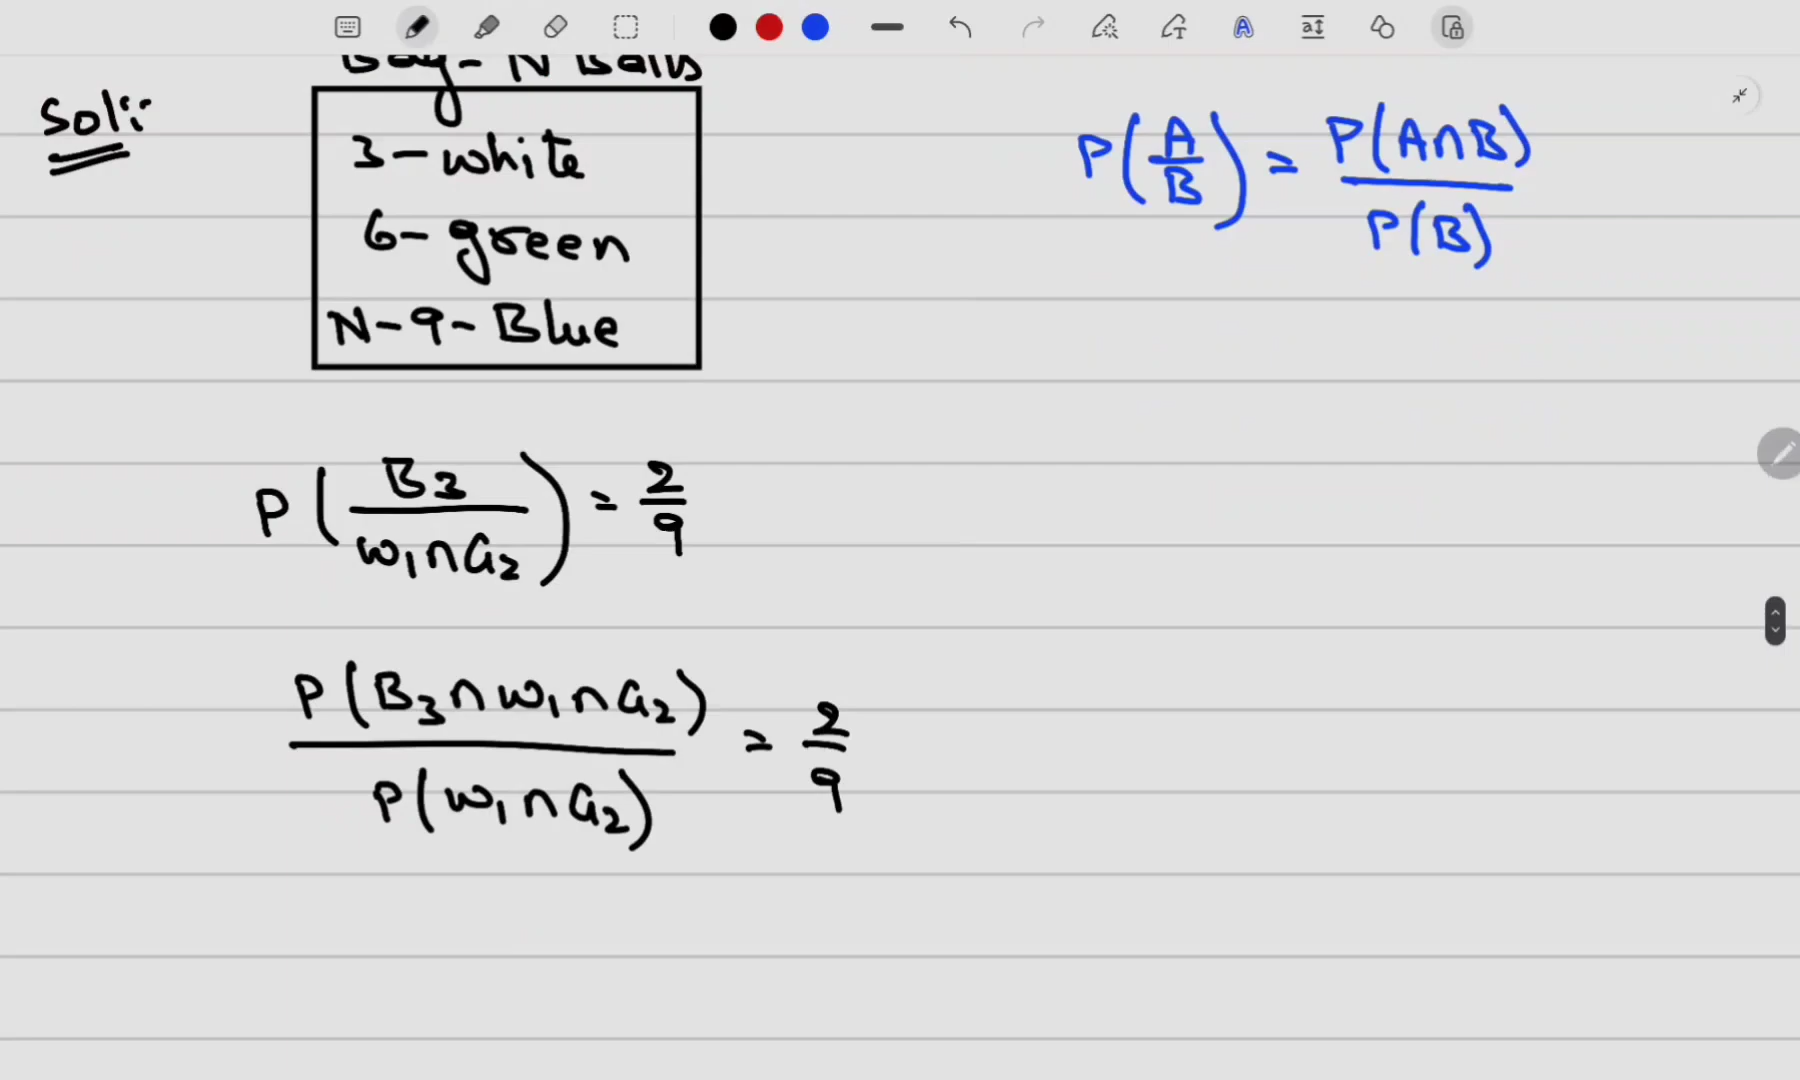 Bag - N Balls
Sol:
3 - white
6 - green
N - 9 - Blue
P(A/B) = P(A∩B)/P(B)
P(B3/W1∩G2) = 2/9
P(B3∩W1∩G2)/P(W1∩G2) = 2/9